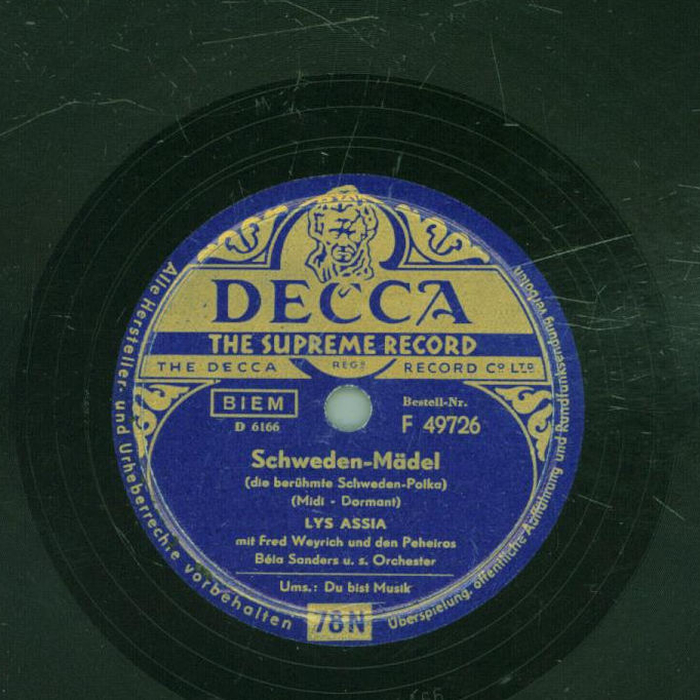 DECCA
THE SUPREME RECORD
THE DECCA REGD RECORD CO LTD
BIEM
D 6166
Bestell-Nr.
F 49726
Schweden-Mädel
(die berühmte Schweden-Polka)
(Midi - Dormant)
LYS ASSIA
mit Fred Weyrich und den Peheiros
Béla Sanders u. s. Orchester
Ums.: Du bist Musik
78N
Alle Hersteller- und Urheberrechte vorbehalten
Überspielung, öffentliche Aufführung und Rundfunksendung verboten